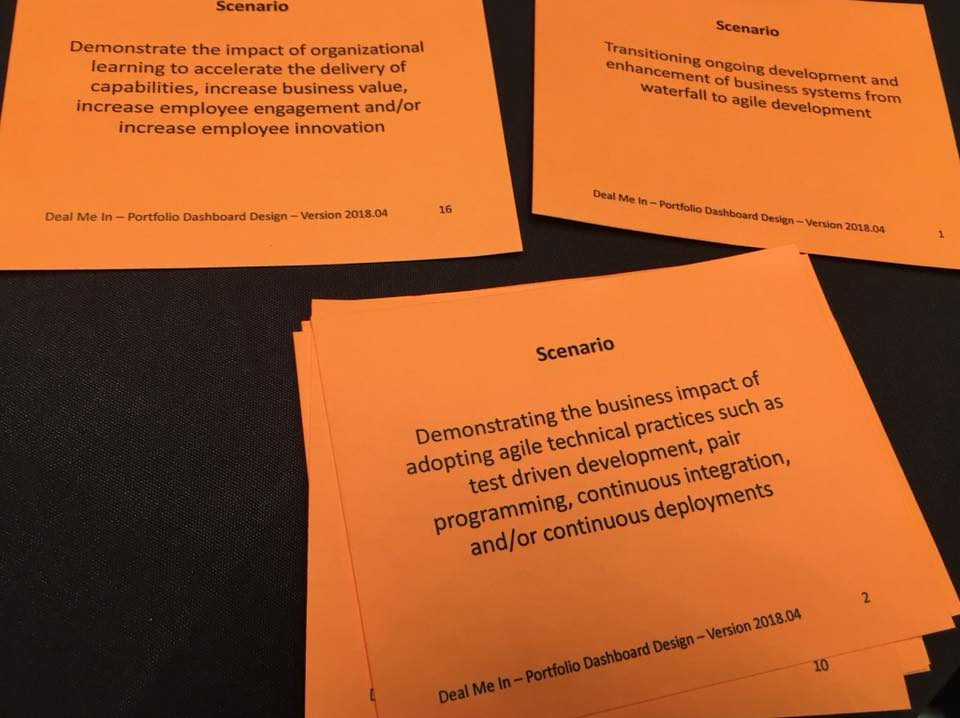 Scenario
Demonstrate the impact of organizational
learning to accelerate the delivery of
capabilities, increase business value,
increase employee engagement and/or
increase employee innovation
Deal Me In – Portfolio Dashboard Design – Version 2018.04 16
Scenario
Transitioning ongoing development and
enhancement of business systems from
waterfall to agile development
Deal Me In – Portfolio Dashboard Design – Version 2018.04 1
Scenario
Demonstrating the business impact of
adopting agile technical practices such as
test driven development, pair
programming, continuous integration,
and/or continuous deployments
Deal Me In – Portfolio Dashboard Design – Version 2018.04 2
10